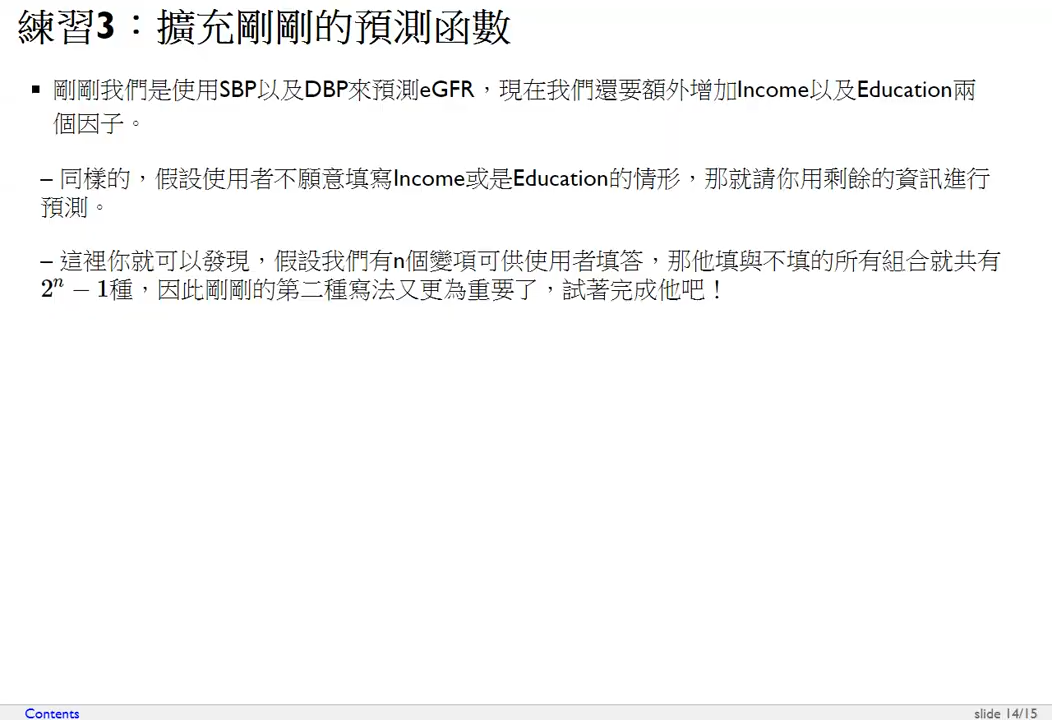 練習3：擴充剛剛的預測函數
▪ 剛剛我們是使用SBP以及DBP來預測eGFR，現在我們還要額外增加Income以及Education兩
個因子。
– 同樣的，假設使用者不願意填寫Income或是Education的情形，那就請你用剩餘的資訊進行
預測。
– 這裡你就可以發現，假設我們有n個變項可供使用者填答，那他填與不填的所有組合就共有
2ⁿ − 1種，因此剛剛的第二種寫法又更為重要了，試著完成他吧！
Contents
slide 14/15